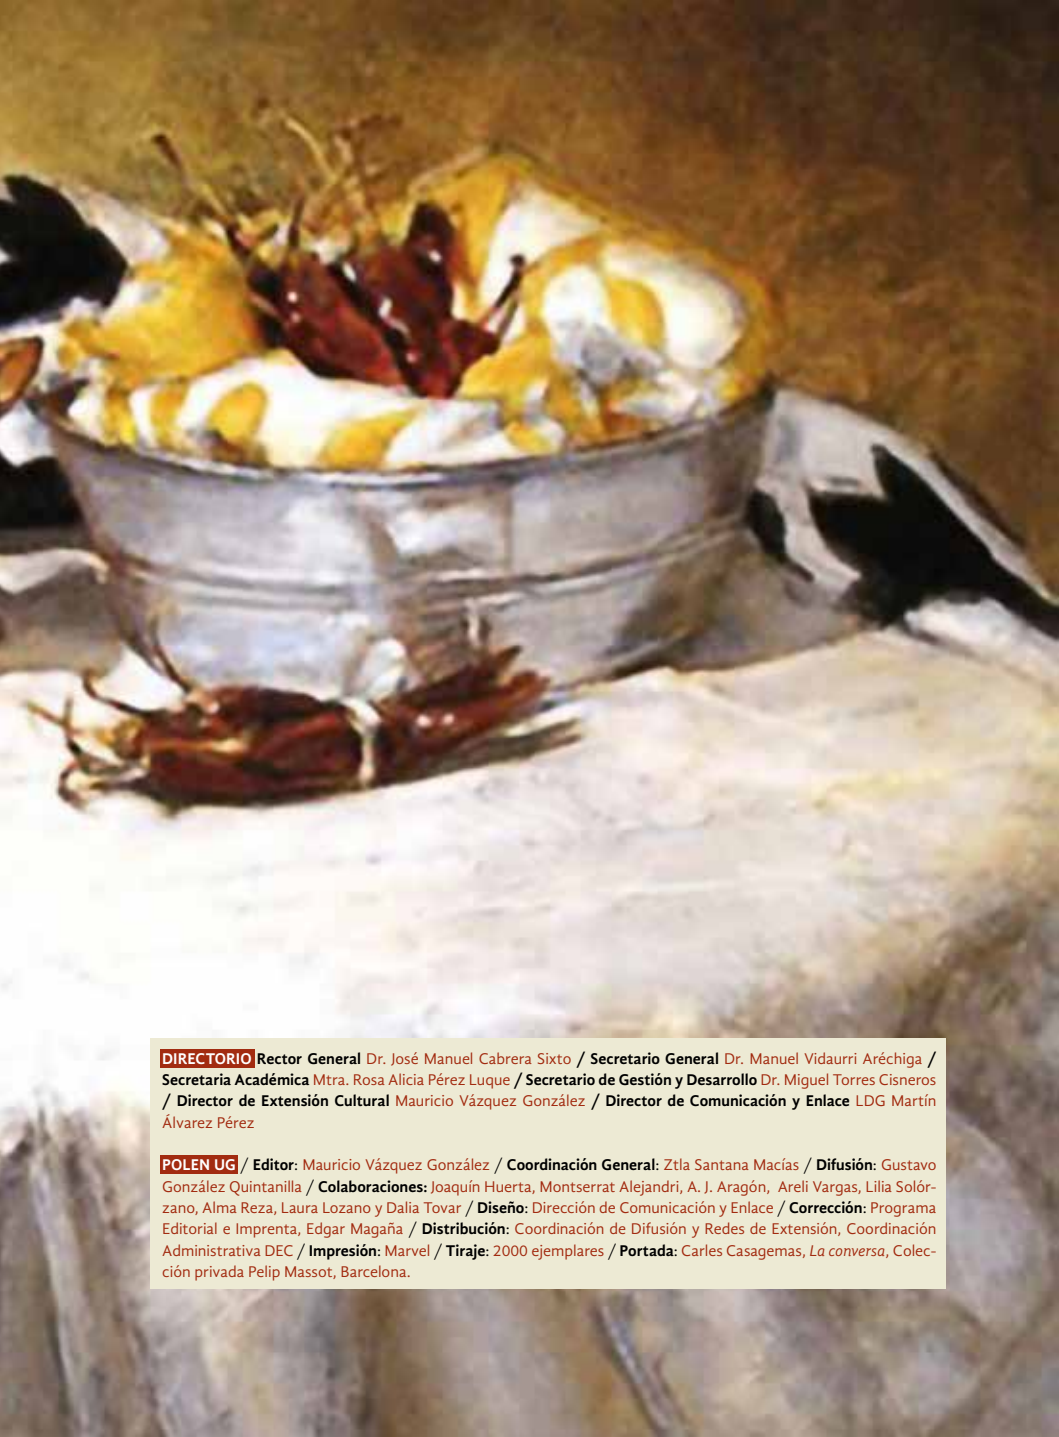 DIRECTORIO Rector General Dr. José Manuel Cabrera Sixto / Secretario General Dr. Manuel Vidaurri Aréchiga /
Secretaria Académica Mtra. Rosa Alicia Pérez Luque / Secretario de Gestión y Desarrollo Dr. Miguel Torres Cisneros
/ Director de Extensión Cultural Mauricio Vázquez González / Director de Comunicación y Enlace LDG Martín
Álvarez Pérez
POLEN UG / Editor: Mauricio Vázquez González / Coordinación General: Ztla Santana Macías / Difusión: Gustavo
González Quintanilla / Colaboraciones: Joaquín Huerta, Montserrat Alejandri, A. J. Aragón, Areli Vargas, Lilia Solór-
zano, Alma Reza, Laura Lozano y Dalia Tovar / Diseño: Dirección de Comunicación y Enlace / Corrección: Programa
Editorial e Imprenta, Edgar Magaña / Distribución: Coordinación de Difusión y Redes de Extensión, Coordinación
Administrativa DEC / Impresión: Marvel / Tiraje: 2000 ejemplares / Portada: Carles Casagemas, La conversa, Colec-
ción privada Pelip Massot, Barcelona.